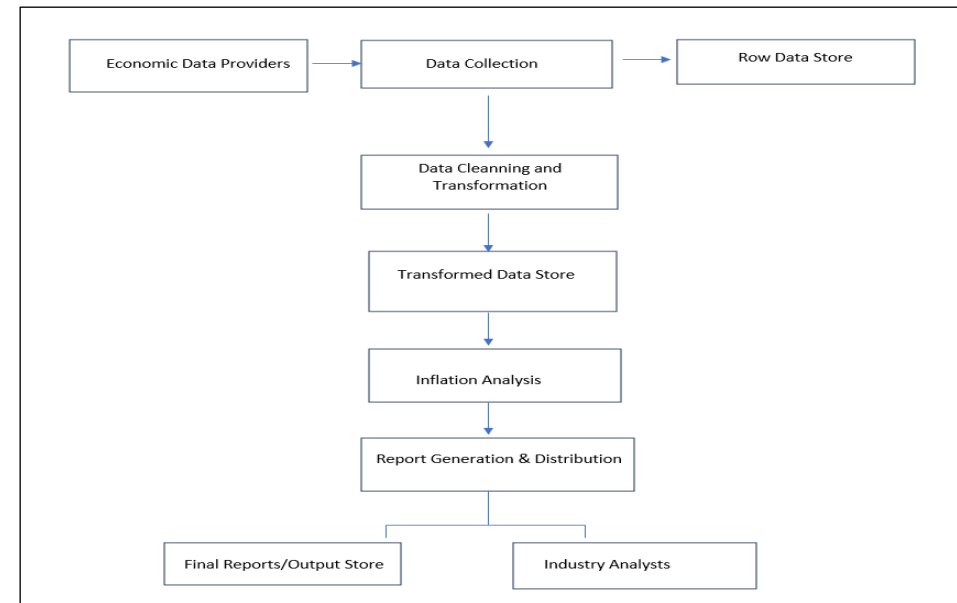 Economic Data Providers
Data Collection
Row Data Store
Data Cleanning and
Transformation
Transformed Data Store
Inflation Analysis
Report Generation & Distribution
Final Reports/Output Store
Industry Analysts